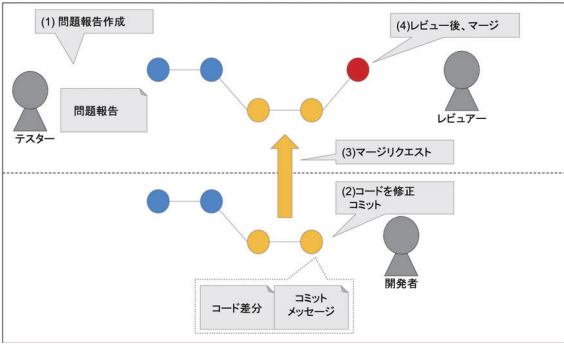 (1) 問題報告作成
(4)レビュー後、マージ
問題報告
テスター
レビュアー
(3)マージリクエスト
(2)コードを修正
コミット
コード差分
コミット
メッセージ
開発者